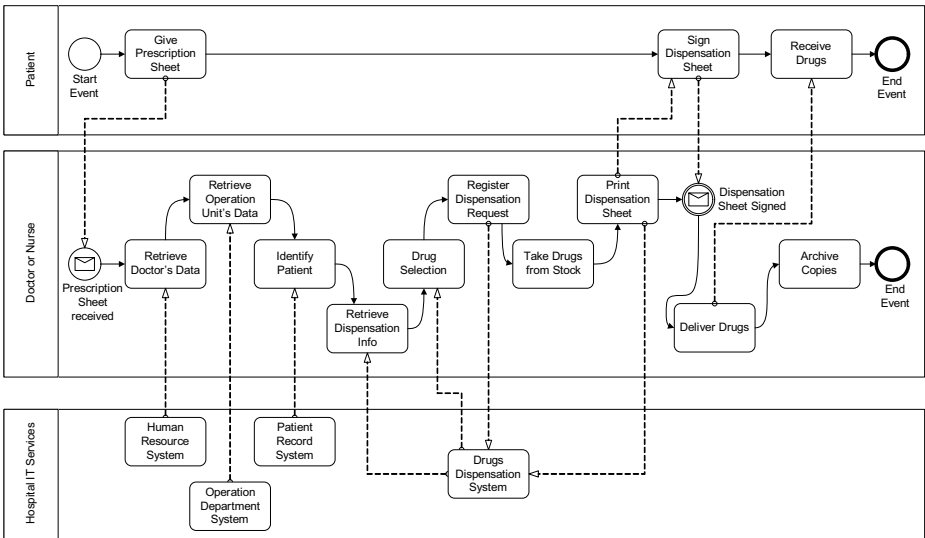 Patient
Start
Event
Give
Prescription
Sheet
Sign
Dispensation
Sheet
Receive
Drugs
End
Event
Doctor or Nurse
Prescription
Sheet
received
Retrieve
Doctor's Data
Retrieve
Operation
Unit's Data
Identify
Patient
Retrieve
Dispensation
Info
Drug
Selection
Register
Dispensation
Request
Take Drugs
from Stock
Print
Dispensation
Sheet
Dispensation
Sheet Signed
Deliver Drugs
Archive
Copies
End
Event
Hospital IT Services
Human
Resource
System
Operation
Department
System
Patient
Record
System
Drugs
Dispensation
System